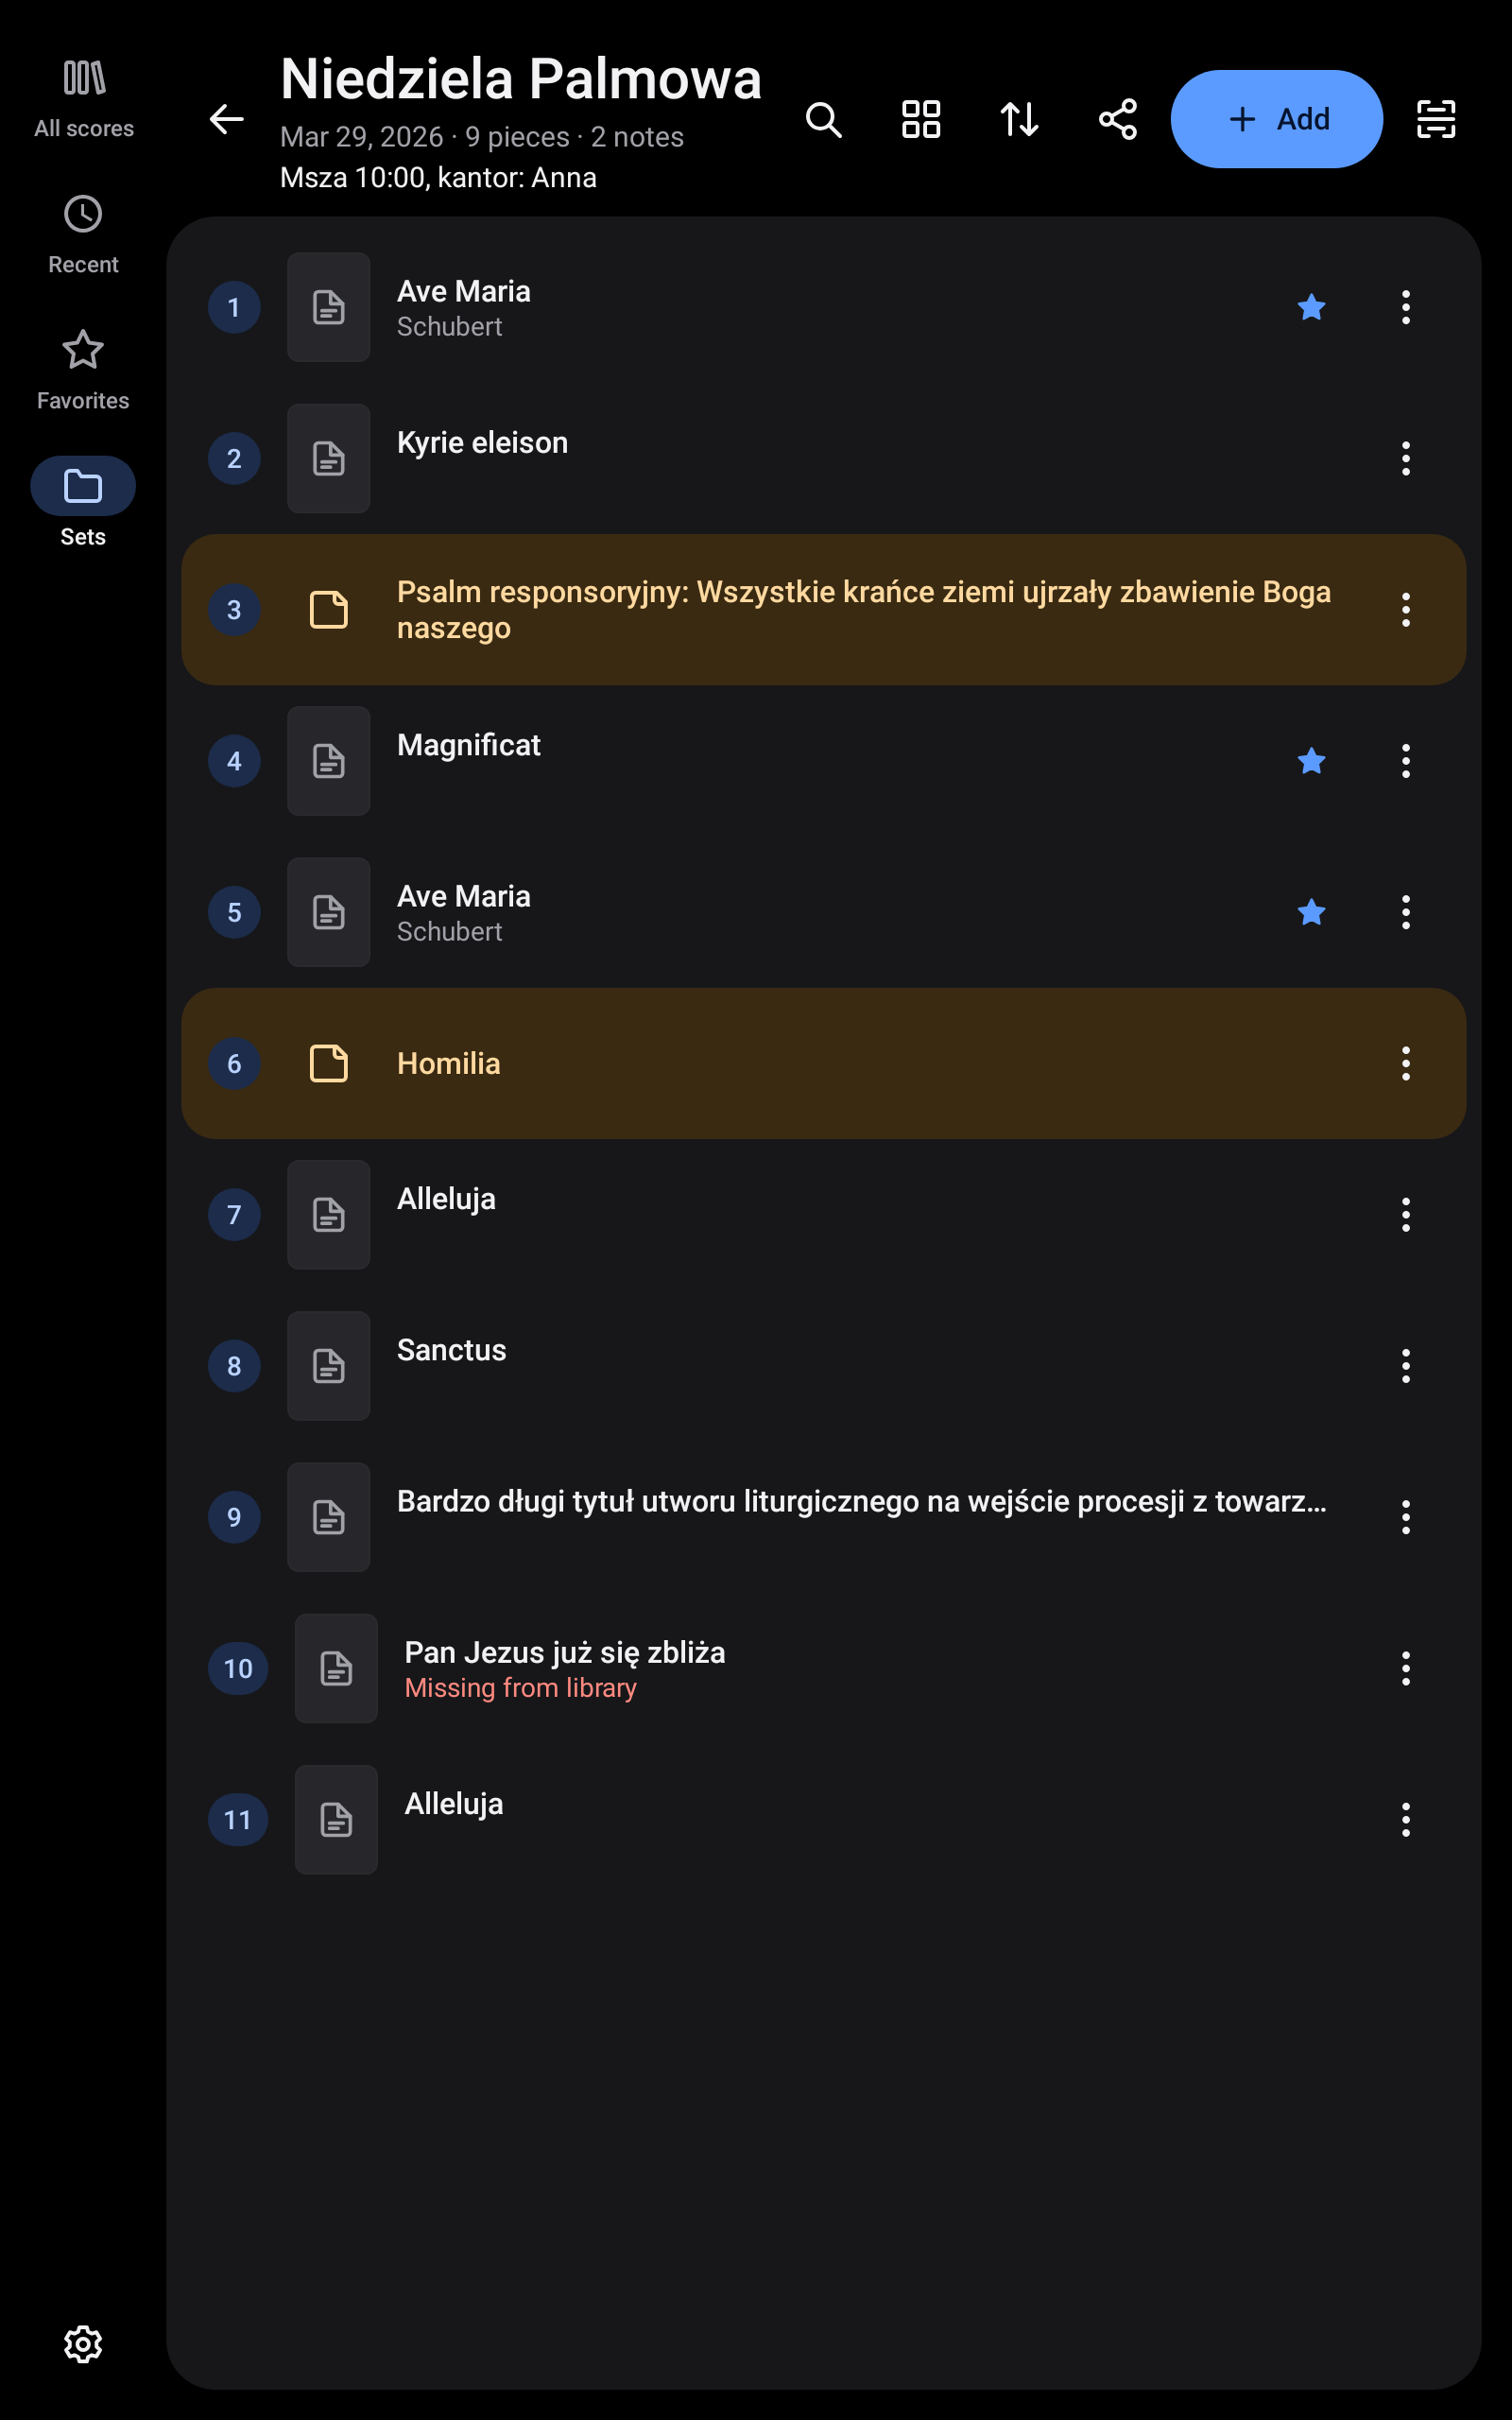 All scores
Recent
Favorites
Sets
Niedziela Palmowa
Mar 29, 2026 · 9 pieces · 2 notes
Msza 10:00, kantor: Anna
Add
1
Ave Maria
Schubert
2
Kyrie eleison
3
Psalm responsoryjny: Wszystkie krańce ziemi ujrzały zbawienie Boga
naszego
4
Magnificat
5
Ave Maria
Schubert
6
Homilia
7
Alleluja
8
Sanctus
9
Bardzo długi tytuł utworu liturgicznego na wejście procesji z towarz…
10
Pan Jezus już się zbliża
Missing from library
11
Alleluja